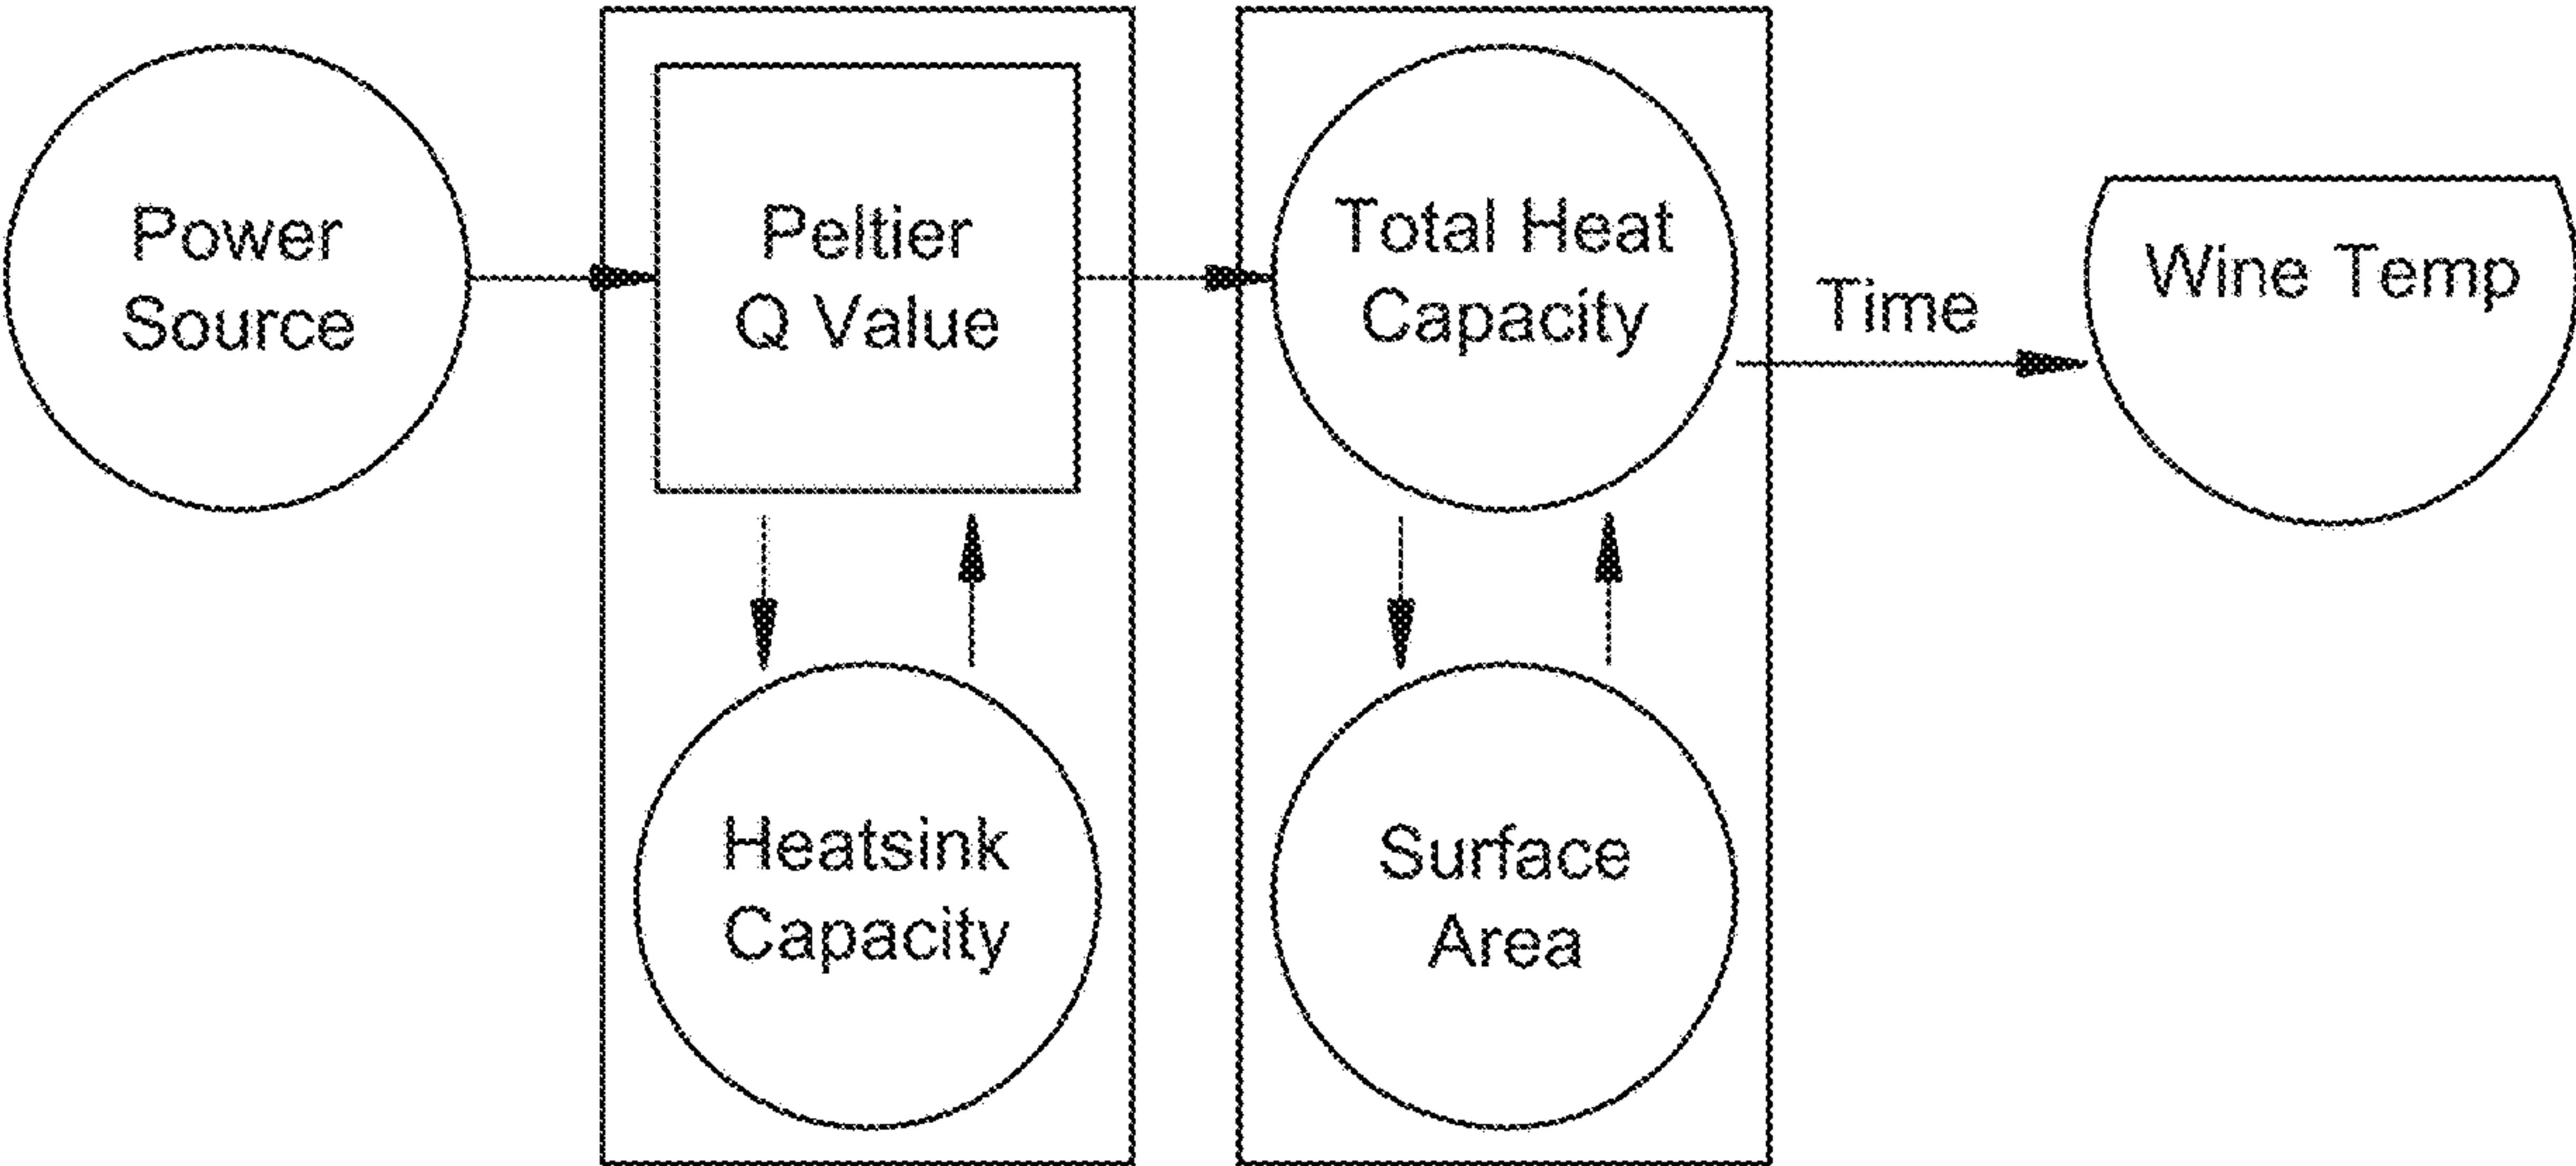 Power
Source
Peltier
Q Value
Heatsink
Capacity
Total Heat
Capacity
Surface
Area
Time
Wine Temp